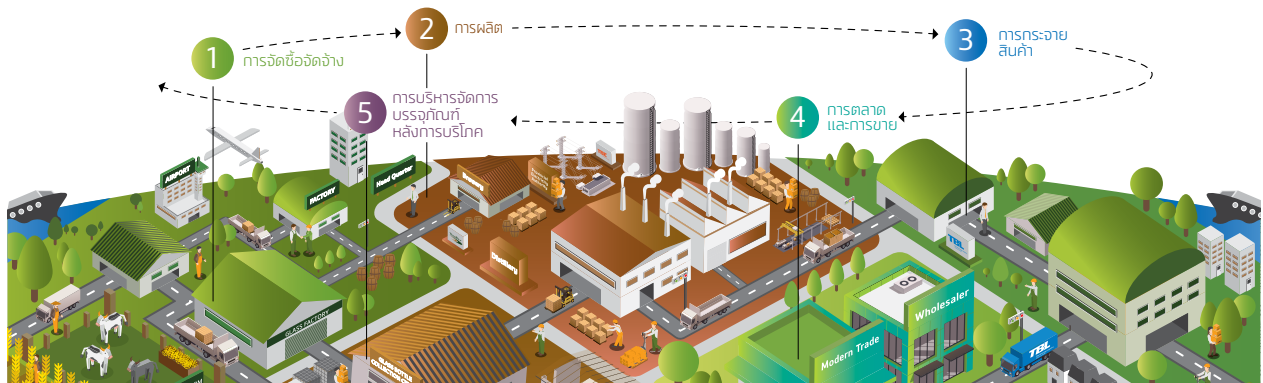 1
การจัดซื้อจัดจ้าง
2
การผลิต
3
การกระจาย
สินค้า
4
การตลาด
และการขาย
5
การบริหารจัดการ
บรรจุภัณฑ์
หลังการบริโภค
AIRPORT
FACTORY
Head Quarter
Brewery
Distillery
GLASS FACTORY
GLASS BOTTLE
TBL
Wholesaler
Modern Trade
TBL